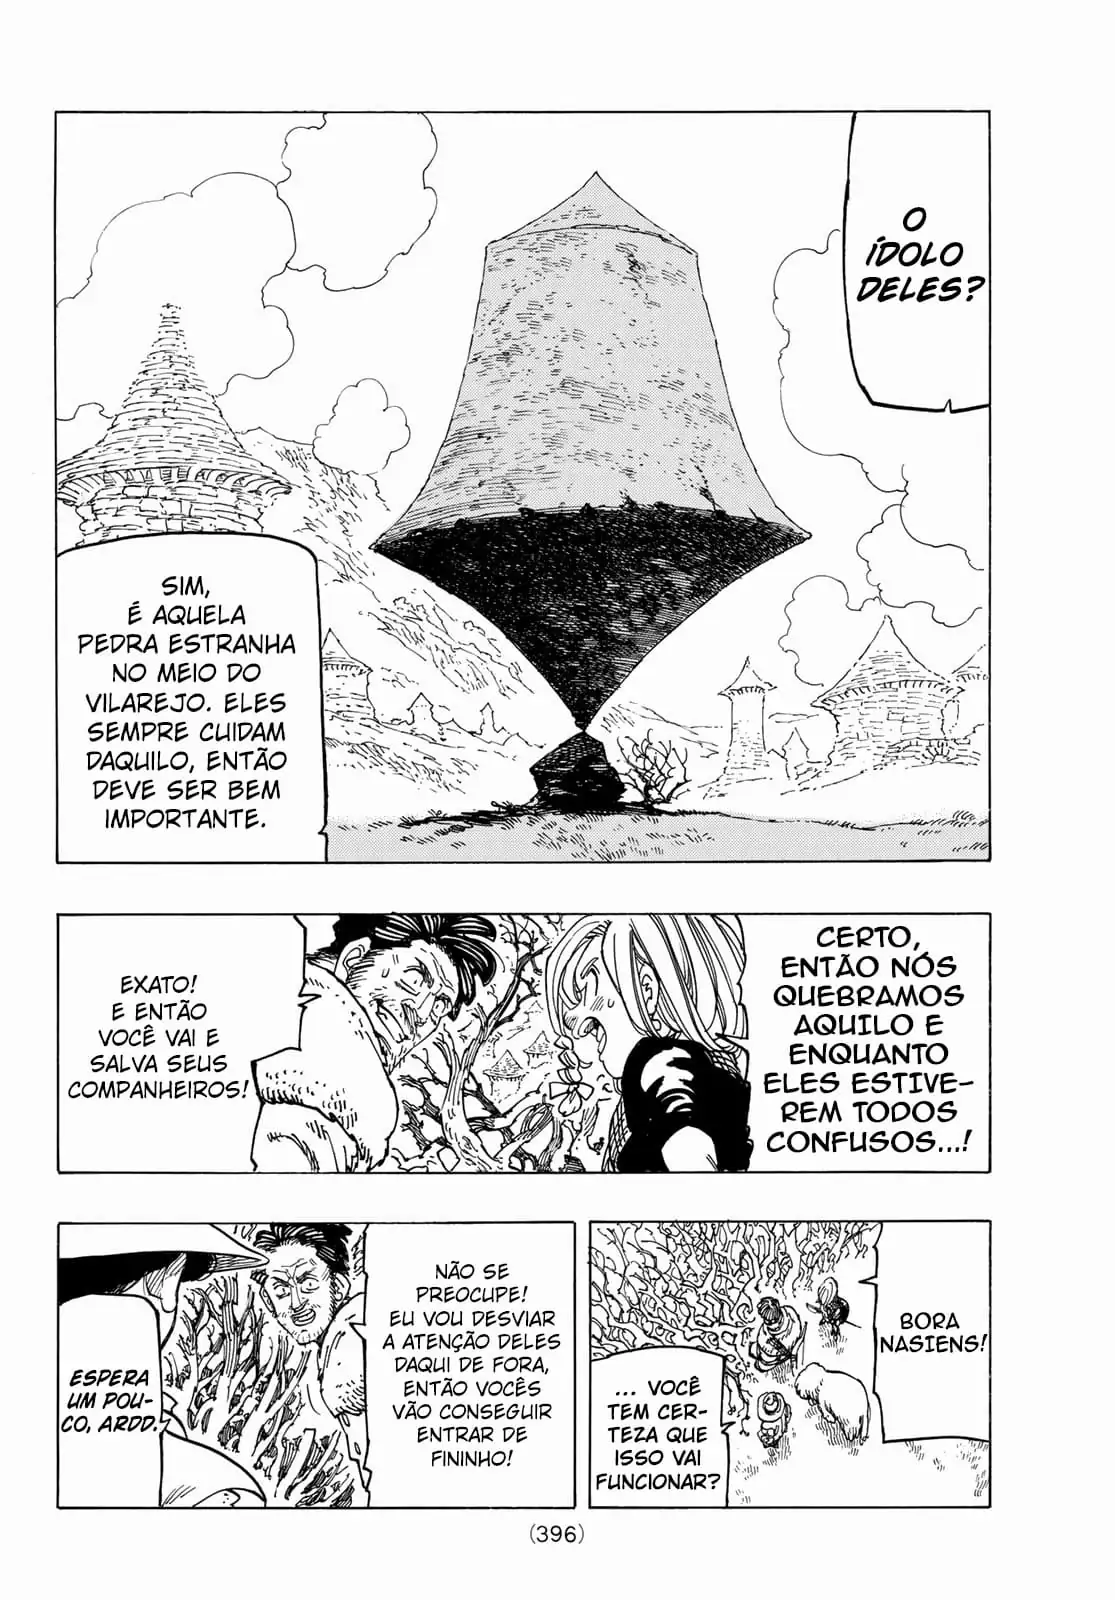 O
ÍDOLO
DELES?
SIM,
É AQUELA
PEDRA ESTRANHA
NO MEIO DO
VILAREJO. ELES
SEMPRE CUIDAM
DAQUILO, ENTÃO
DEVE SER BEM
IMPORTANTE.
CERTO,
ENTÃO NÓS
QUEBRAMOS
AQUILO E
ENQUANTO
ELES ESTIVE-
REM TODOS
CONFUSOS...!
EXATO!
E ENTÃO
VOCÊ VAI E
SALVA SEUS
COMPANHEIROS!
BORA
NASIENS!
... VOCÊ
TEM CER-
TEZA QUE
ISSO VAI
FUNCIONAR?
NÃO SE
PREOCUPE!
EU VOU DESVIAR
A ATENÇÃO DELES
DAQUI DE FORA,
ENTÃO VOCÊS
VÃO CONSEGUIR
ENTRAR DE
FININHO!
ESPERA
UM POU-
CO, ARDD.
(396)